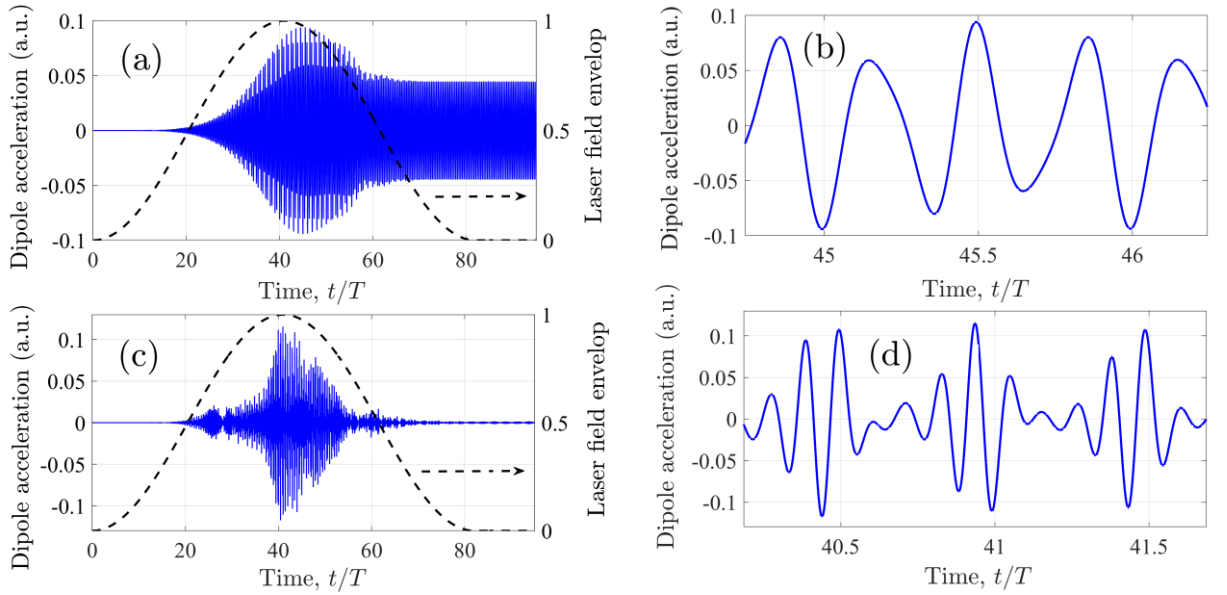 (a)
Dipole acceleration (a.u.)
0.1
0.05
0
-0.05
-0.1
1
0.5
0
Laser field envelop
0 20 40 60 80
Time, t/T
(b)
Dipole acceleration (a.u.)
0.1
0.05
0
-0.05
-0.1
45 45.5 46
Time, t/T
(c)
Dipole acceleration (a.u.)
0.1
0.05
0
-0.05
-0.1
1
0.5
0
Laser field envelop
0 20 40 60 80
Time, t/T
(d)
Dipole acceleration (a.u.)
0.1
0.05
0
-0.05
-0.1
40.5 41 41.5
Time, t/T